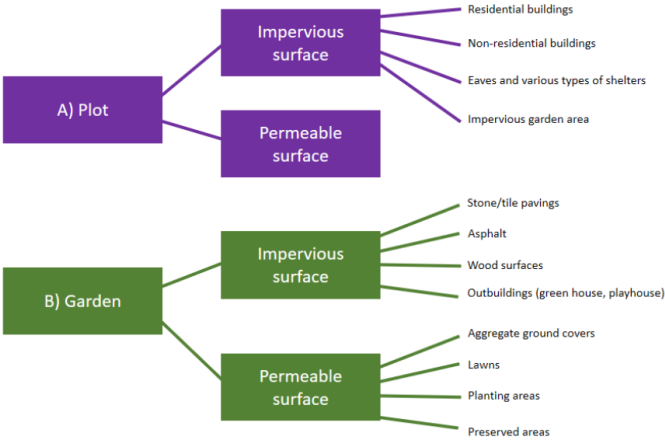 Residential buildings
Impervious
surface
Non-residential buildings
Eaves and various types of shelters
A) Plot
Impervious garden area
Permeable
surface
Stone/tile pavings
Asphalt
Impervious
surface
Wood surfaces
Outbuildings (green house, playhouse)
B) Garden
Aggregate ground covers
Lawns
Permeable
surface
Planting areas
Preserved areas